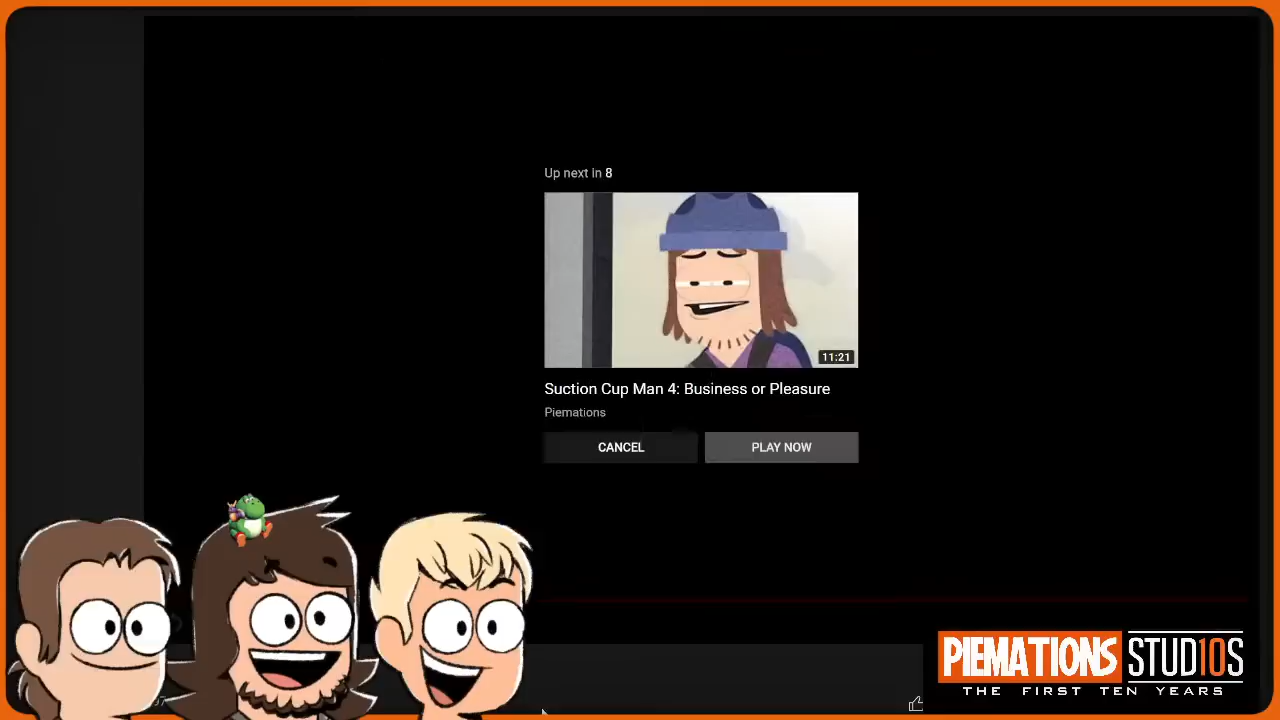 Up next in 8
11:21
Suction Cup Man 4: Business or Pleasure
Piemations
CANCEL
PLAY NOW
PIEMATIONS STUD10S
THE FIRST TEN YEARS